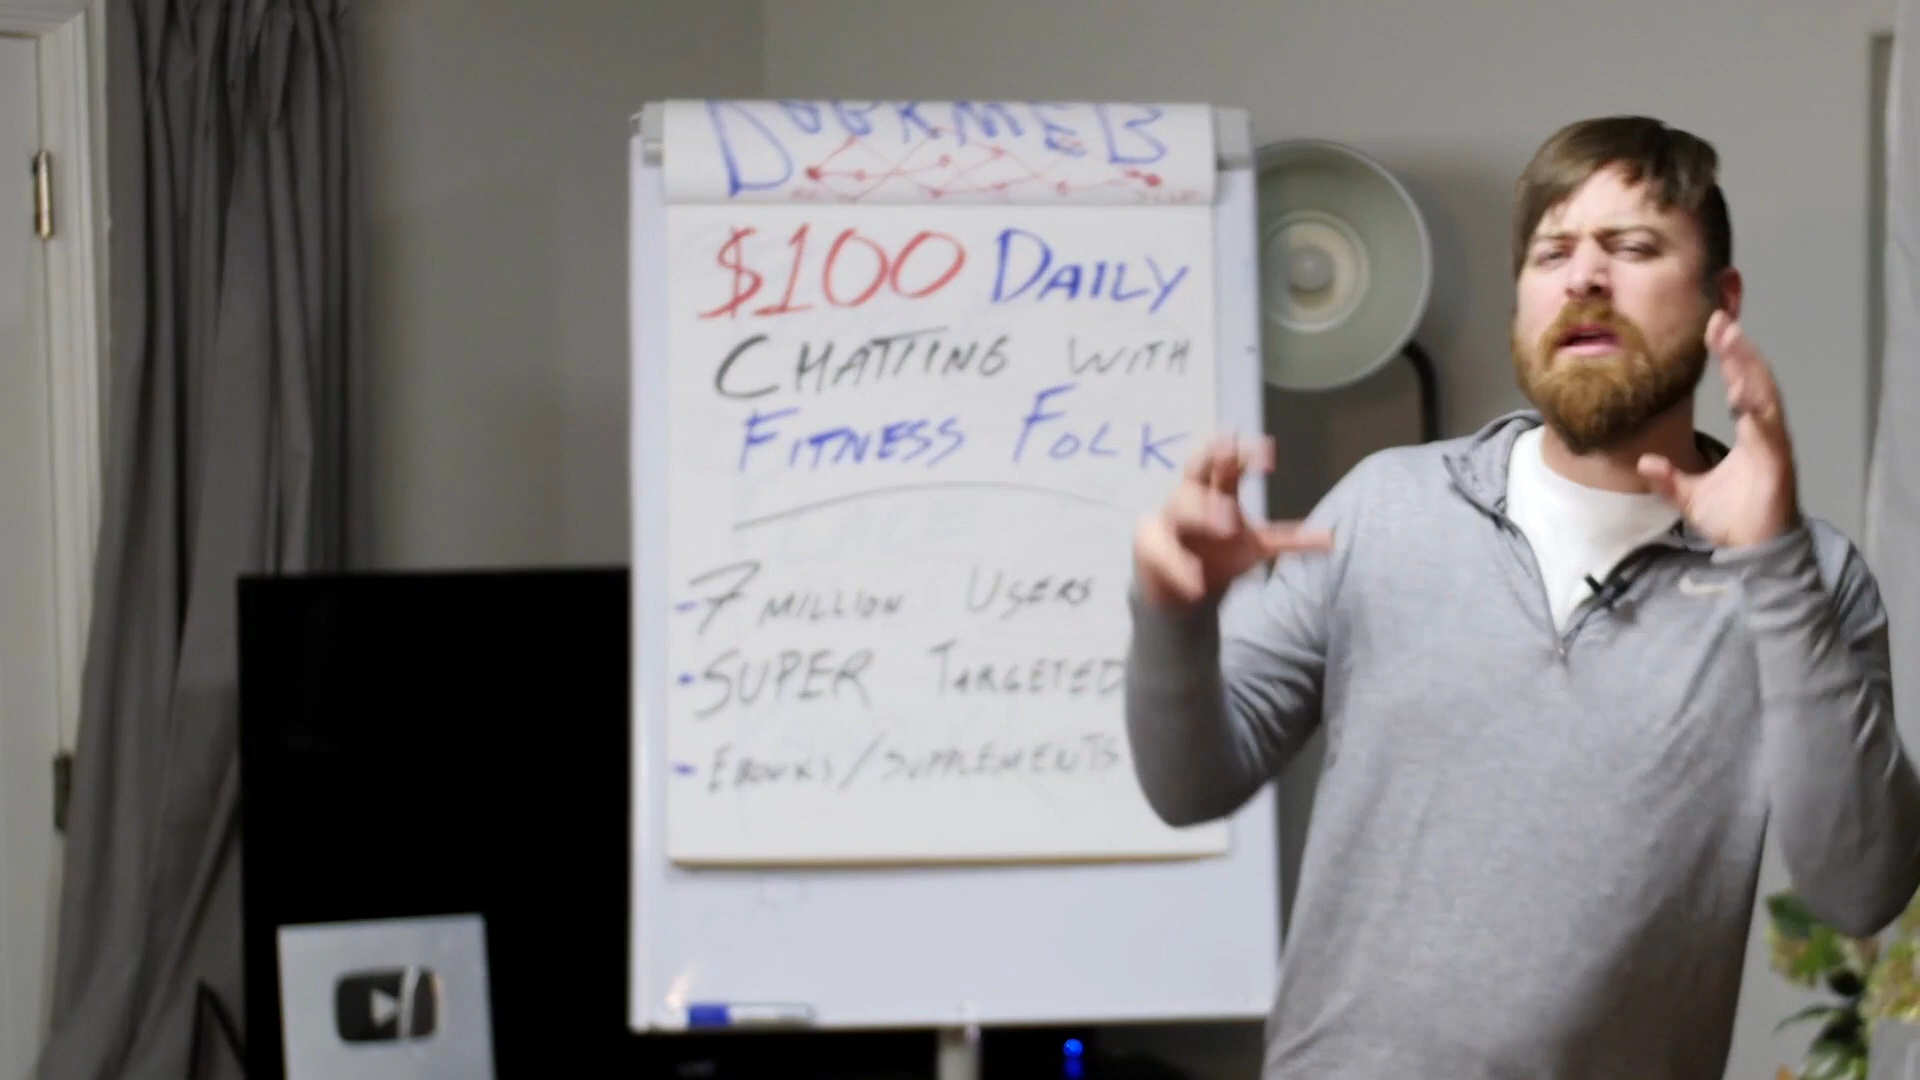 $100 DAILY
CHATTING WITH
FITNESS FOLK
- 7 MILLION USERS
- SUPER TARGETED
- EBOOKS/SUPPLEMENTS